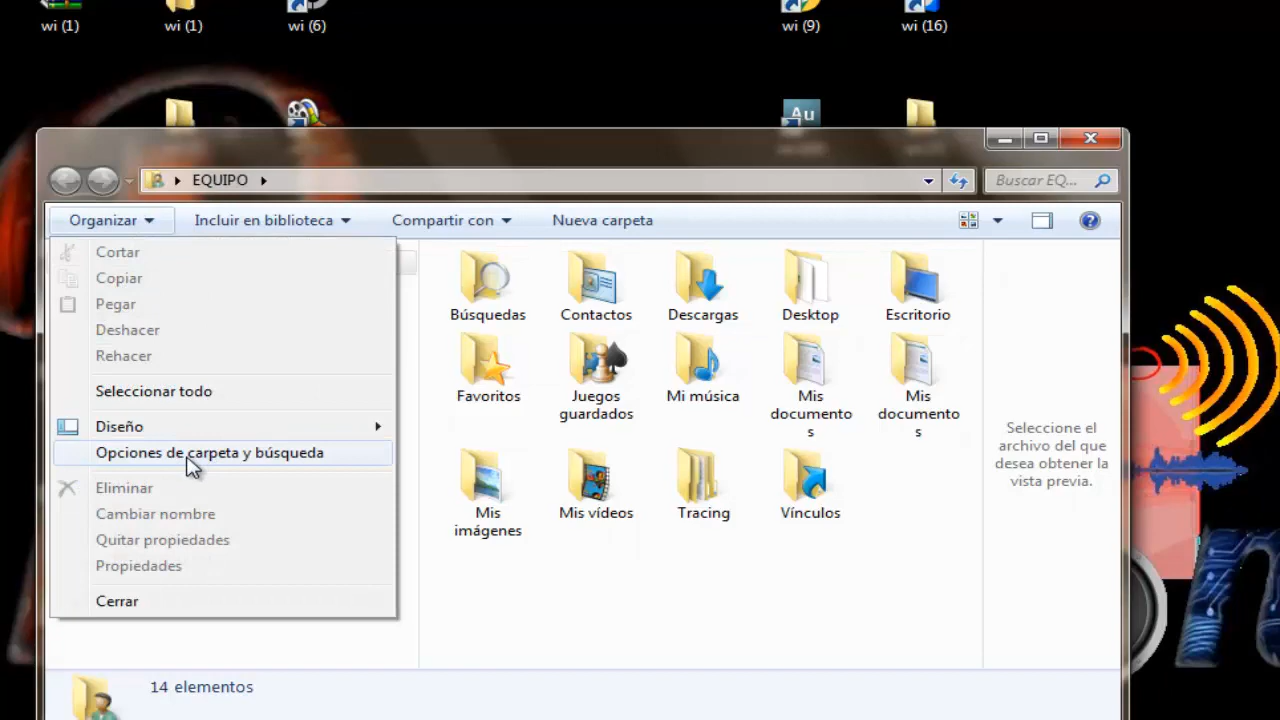 wi (1)
wi (1)
wi (6)
wi (9)
wi (16)
Au
EQUIPO
Buscar EQ...
Organizar
Incluir en biblioteca
Compartir con
Nueva carpeta
Cortar
Copiar
Pegar
Deshacer
Rehacer
Seleccionar todo
Diseño
Opciones de carpeta y búsqueda
Eliminar
Cambiar nombre
Quitar propiedades
Propiedades
Cerrar
Búsquedas
Contactos
Descargas
Desktop
Escritorio
Favoritos
Juegos
guardados
Mi música
Mis
documento
s
Mis
documento
s
Mis
imágenes
Mis vídeos
Tracing
Vínculos
Seleccione el
archivo del que
desea obtener la
vista previa.
14 elementos